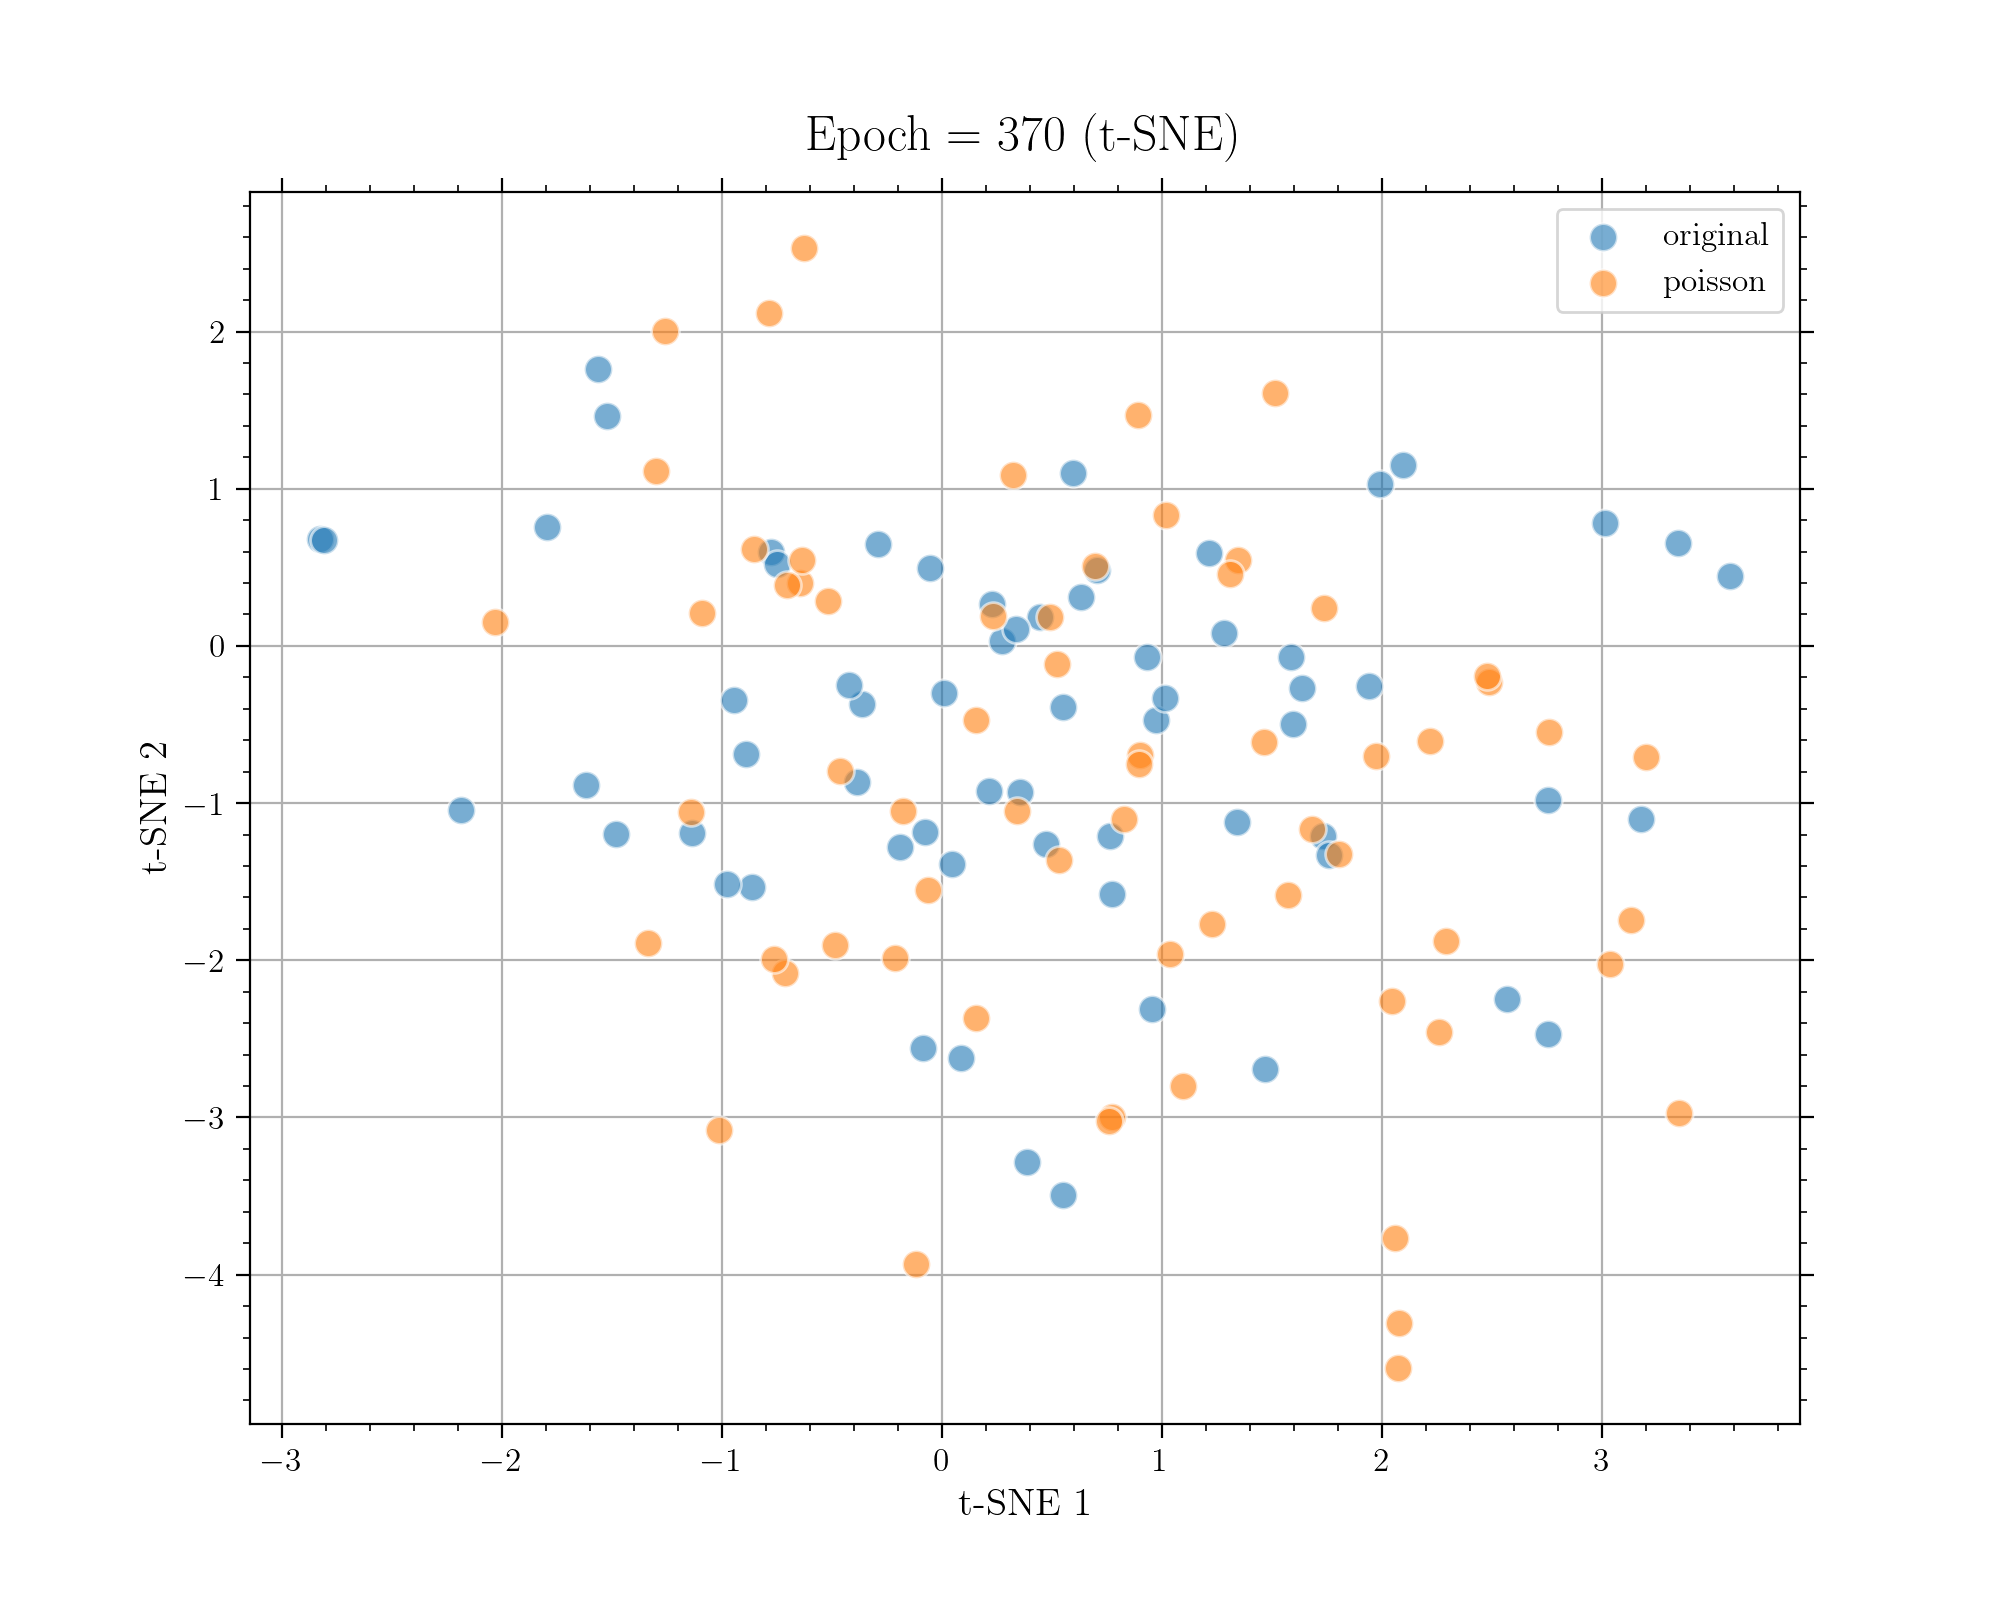 Epoch = 370 (t-SNE)
original
poisson
t-SNE 2
2
1
0
−1
−2
−3
−4
−3 −2 −1 0 1 2 3
t-SNE 1